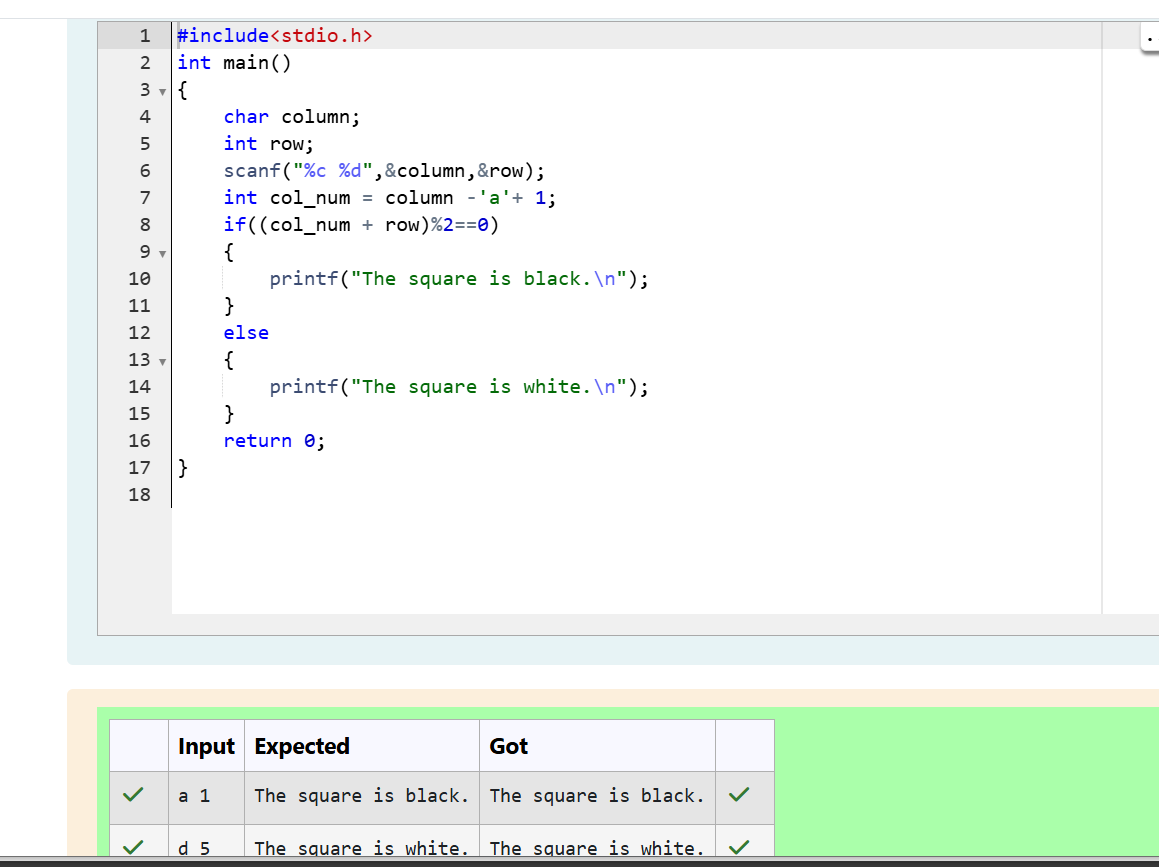 1 #include<stdio.h>
2 int main()
3 {
4     char column;
5     int row;
6     scanf("%c %d",&column,&row);
7     int col_num = column -'a'+ 1;
8     if((col_num + row)%2==0)
9     {
10         printf("The square is black.\n");
11     }
12     else
13     {
14         printf("The square is white.\n");
15     }
16     return 0;
17 }
18
Input Expected Got
a 1 The square is black. The square is black.
d 5 The square is white. The square is white.